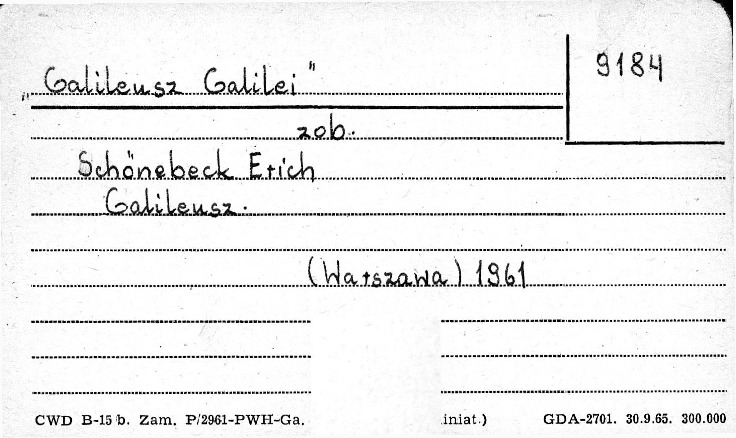 9184
„Galileusz Galilei"
zob.
Schönebeck Erich
Galileusz.
(Warszawa) 1961
CWD B-15 b. Zam. P/2961-PWH-Ga. iniat.) GDA-2701. 30.9.65. 300.000